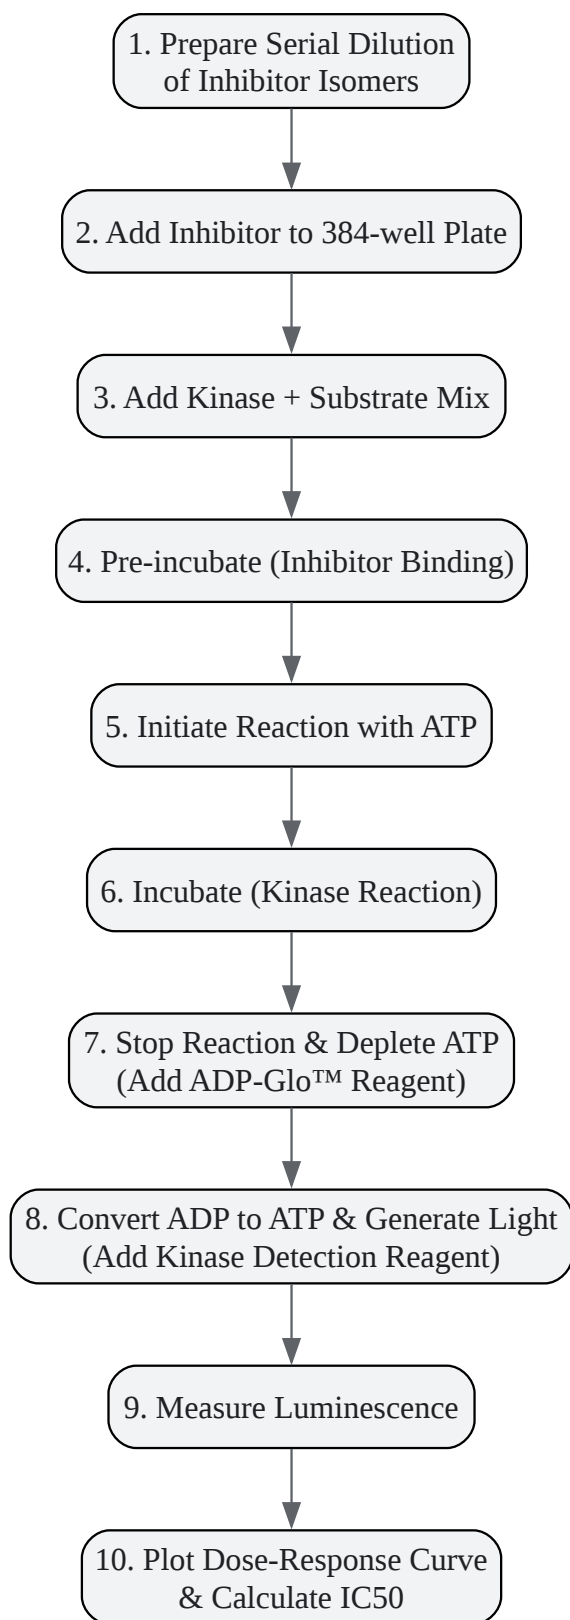 1. Prepare Serial Dilution
of Inhibitor Isomers
2. Add Inhibitor to 384-well Plate
3. Add Kinase + Substrate Mix
4. Pre-incubate (Inhibitor Binding)
5. Initiate Reaction with ATP
6. Incubate (Kinase Reaction)
7. Stop Reaction & Deplete ATP
(Add ADP-Glo™ Reagent)
8. Convert ADP to ATP & Generate Light
(Add Kinase Detection Reagent)
9. Measure Luminescence
10. Plot Dose-Response Curve
& Calculate IC50